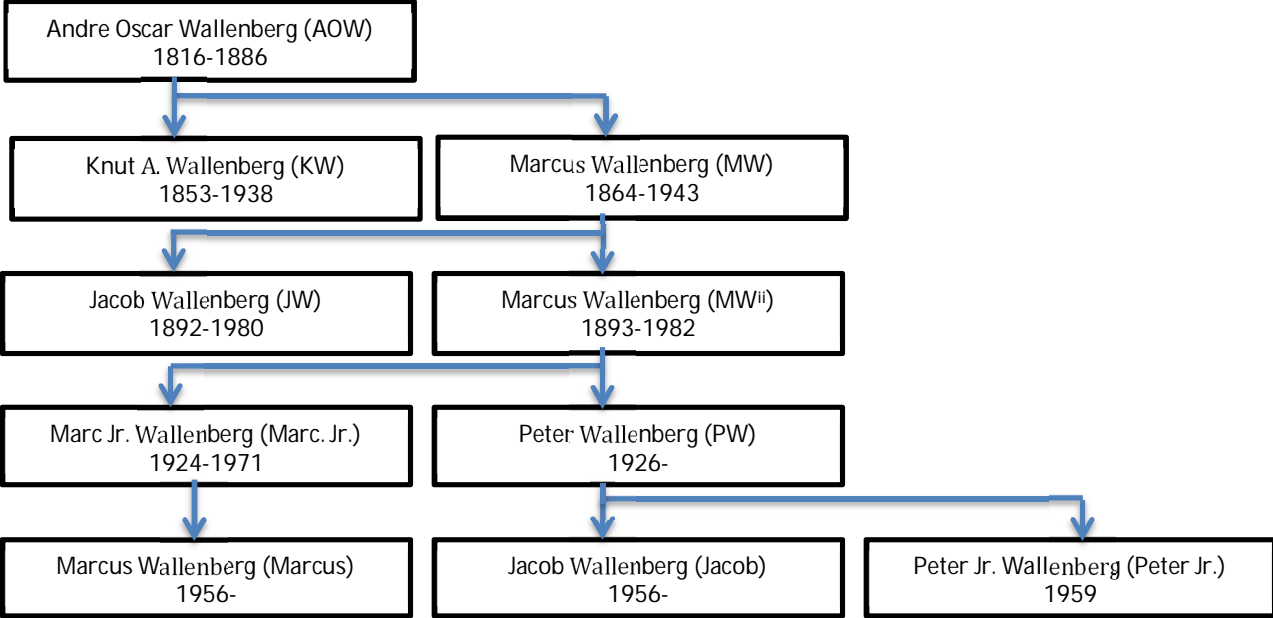 Andre Oscar Wallenberg (AOW)
1816-1886
Knut A. Wallenberg (KW)
1853-1938
Marcus Wallenberg (MW)
1864-1943
Jacob Wallenberg (JW)
1892-1980
Marcus Wallenberg (MWⁱⁱ)
1893-1982
Marc Jr. Wallenberg (Marc. Jr.)
1924-1971
Peter Wallenberg (PW)
1926-
Marcus Wallenberg (Marcus)
1956-
Jacob Wallenberg (Jacob)
1956-
Peter Jr. Wallenberg (Peter Jr.)
1959